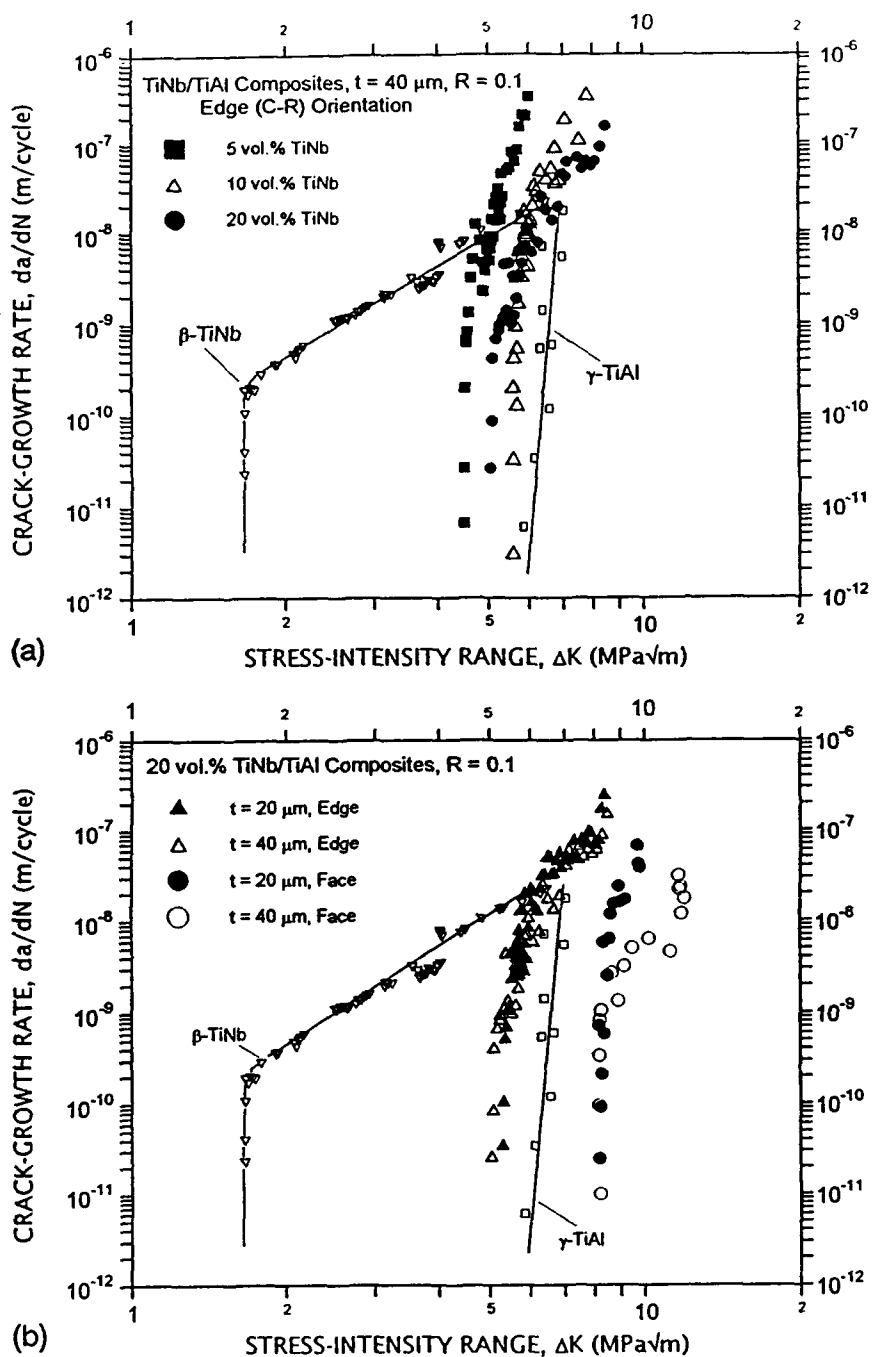 (a)
1 2 5 10 2
TiNb/TiAl Composites, t = 40 μm, R = 0.1
Edge (C-R) Orientation
5 vol.% TiNb
10 vol.% TiNb
20 vol.% TiNb
β-TiNb
γ-TiAl
10-6
10-7
10-8
10-9
10-10
10-11
10-12
10-6
10-7
10-8
10-9
10-10
10-11
10-12
CRACK-GROWTH RATE, da/dN (m/cycle)
1 2 5 10 2
STRESS-INTENSITY RANGE, ΔK (MPa√m)
(b)
1 2 5 10 2
20 vol.% TiNb/TiAl Composites, R = 0.1
t = 20 μm, Edge
t = 40 μm, Edge
t = 20 μm, Face
t = 40 μm, Face
β-TiNb
γ-TiAl
10-6
10-7
10-8
10-9
10-10
10-11
10-12
10-6
10-7
10-8
10-9
10-10
10-11
10-12
CRACK-GROWTH RATE, da/dN (m/cycle)
1 2 5 10 2
STRESS-INTENSITY RANGE, ΔK (MPa√m)